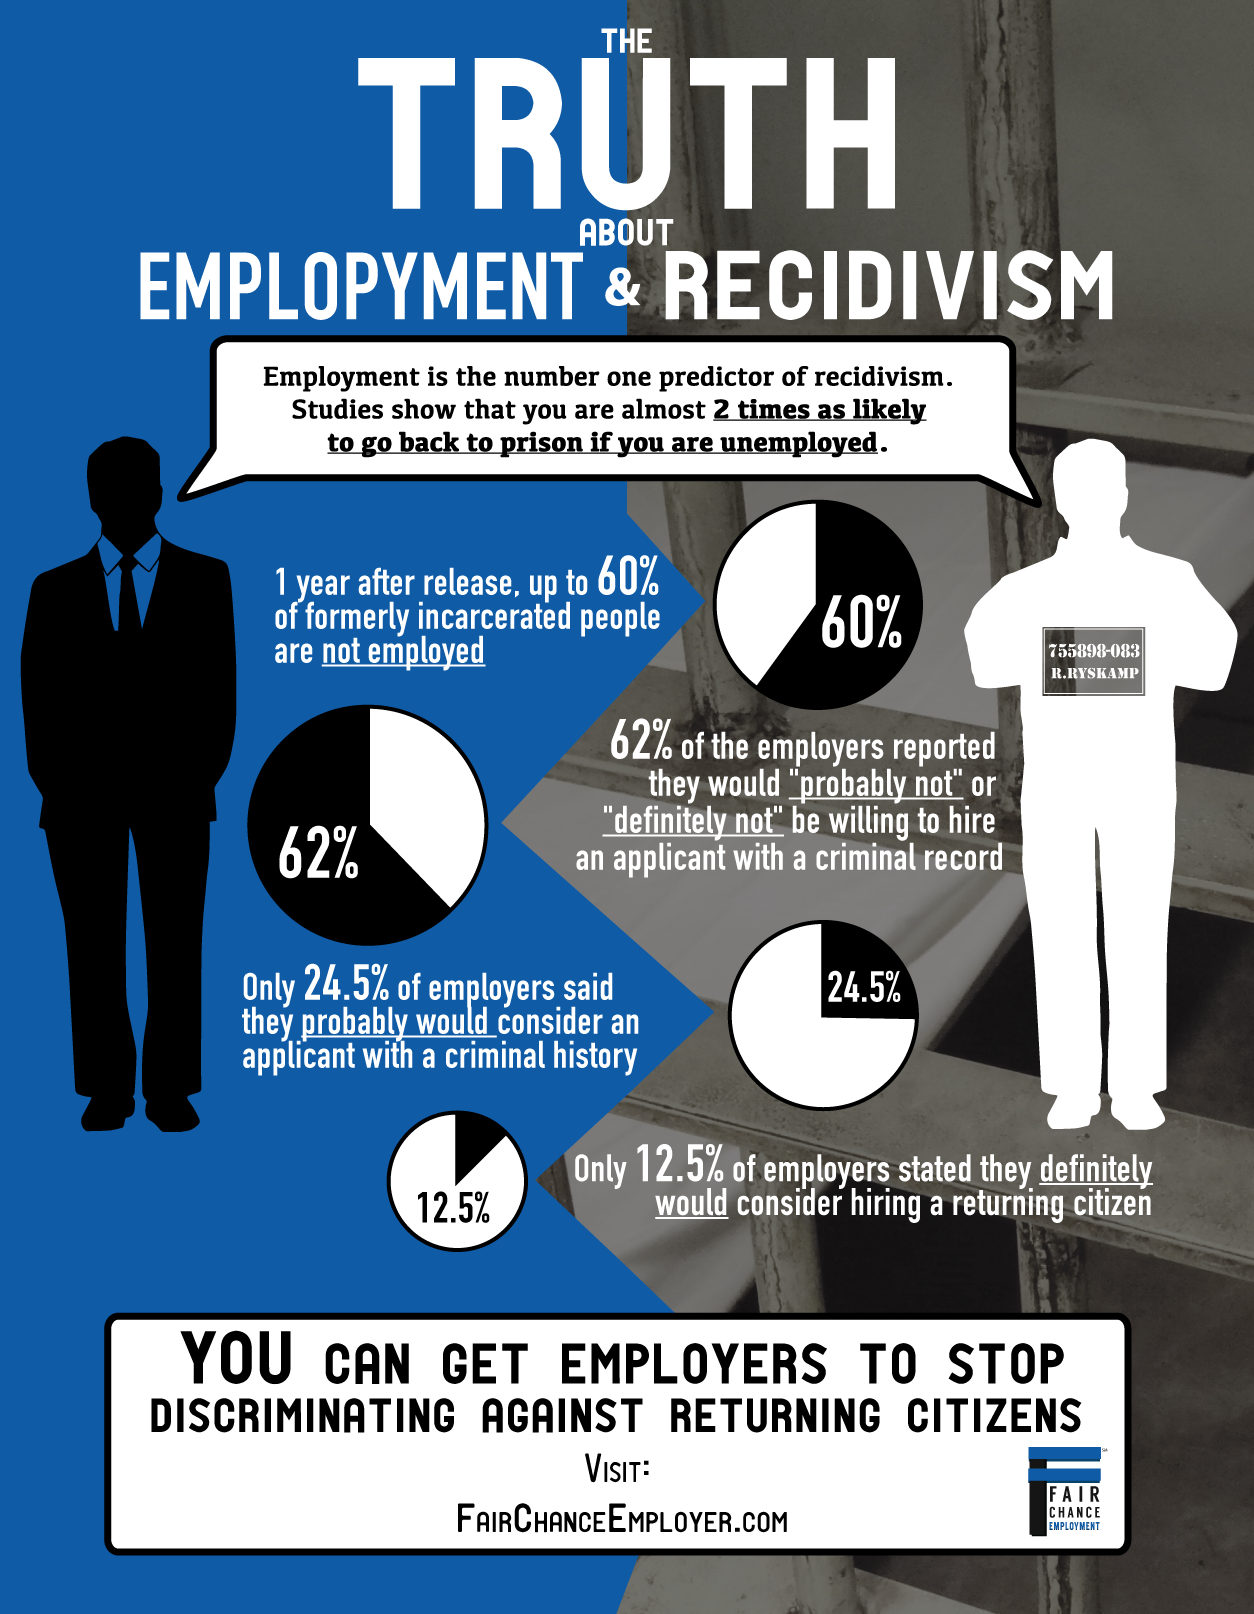 THE
TRUTH
ABOUT
EMPLOPYMENT & RECIDIVISM
Employment is the number one predictor of recidivism.
Studies show that you are almost 2 times as likely
to go back to prison if you are unemployed.
1 year after release, up to 60%
of formerly incarcerated people
are not employed
60%
755898-083
R.RYSKAMP
62% of the employers reported
they would "probably not" or
"definitely not" be willing to hire
an applicant with a criminal record
62%
Only 24.5% of employers said
they probably would consider an
applicant with a criminal history
24.5%
Only 12.5% of employers stated they definitely
would consider hiring a returning citizen
12.5%
YOU CAN GET EMPLOYERS TO STOP
DISCRIMINATING AGAINST RETURNING CITIZENS
VISIT:
FAIRCHANCEEMPLOYER.COM
SM
FAIR
CHANCE
EMPLOYMENT